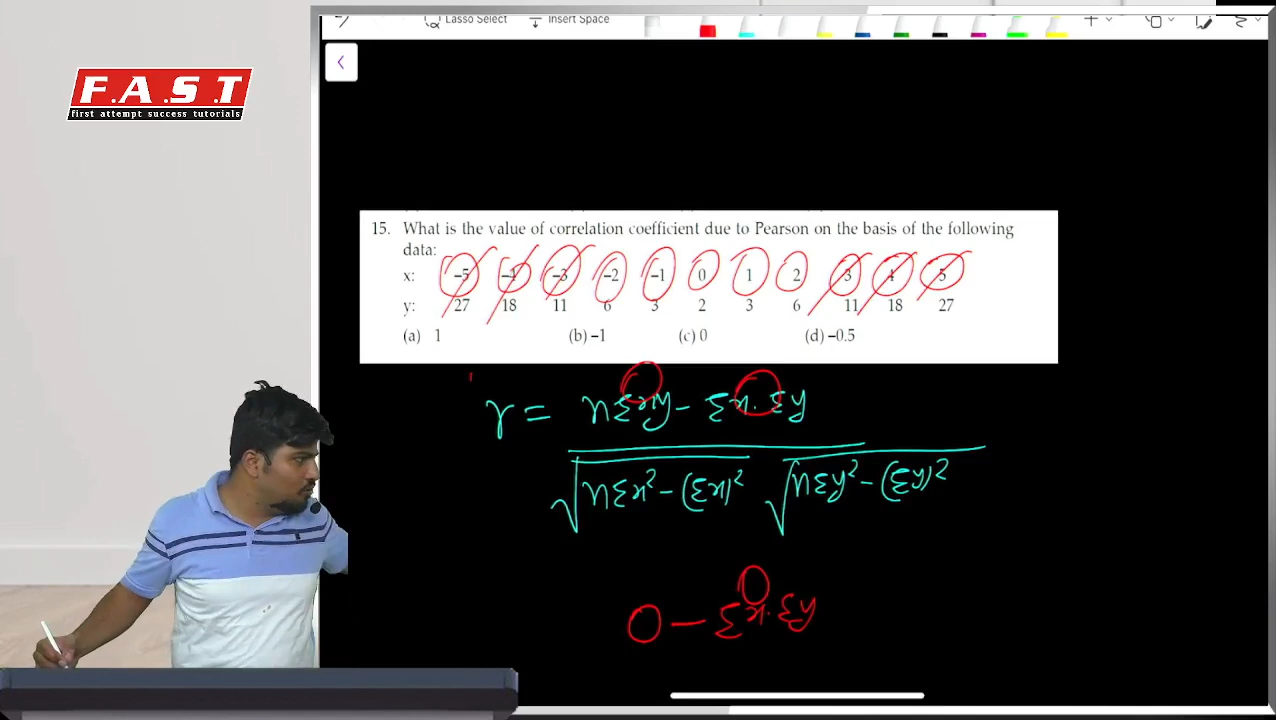 Lasso Select Insert Space
F.A.S.T
first attempt success tutorials
15. What is the value of correlation coefficient due to Pearson on the basis of the following
data:
x: –5 –4 –3 –2 –1 0 1 2 3 4 5
y: 27 18 11 6 3 2 3 6 11 18 27
(a) 1 (b) –1 (c) 0 (d) –0.5
r = nΣxy - Σx. Σy
√nΣx² - (Σx)² √nΣy² - (Σy)²
0 - Σx. Σy